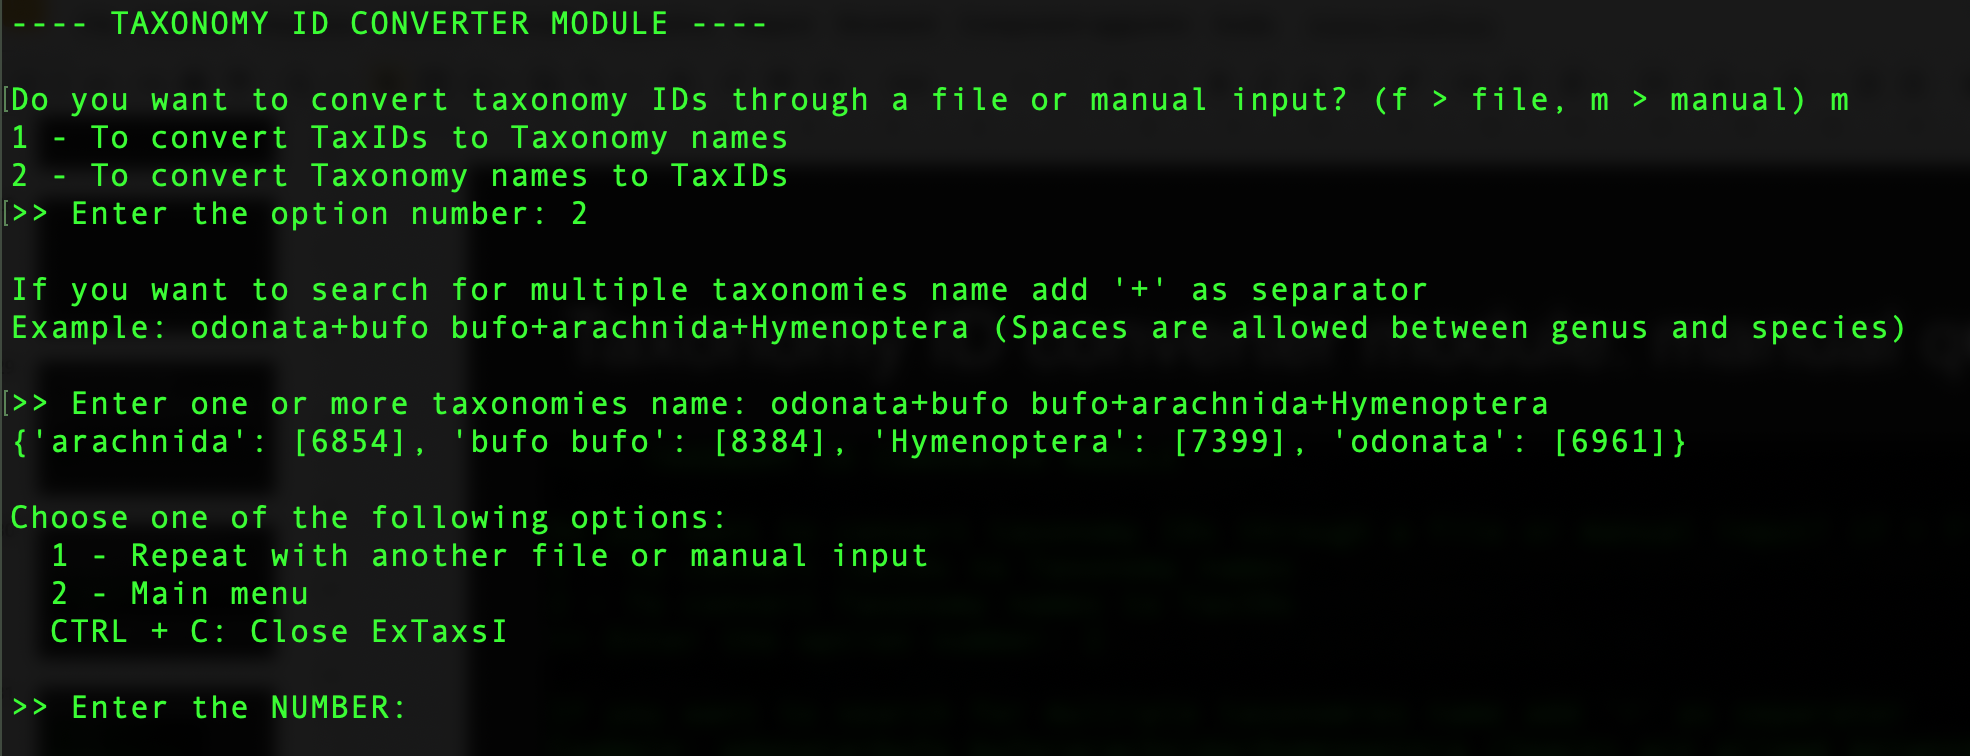 ---- TAXONOMY ID CONVERTER MODULE ----
[Do you want to convert taxonomy IDs through a file or manual input? (f > file, m > manual) m
1 - To convert TaxIDs to Taxonomy names
2 - To convert Taxonomy names to TaxIDs
[>> Enter the option number: 2
If you want to search for multiple taxonomies name add '+' as separator
Example: odonata+bufo bufo+arachnida+Hymenoptera (Spaces are allowed between genus and species)
[>> Enter one or more taxonomies name: odonata+bufo bufo+arachnida+Hymenoptera
{'arachnida': [6854], 'bufo bufo': [8384], 'Hymenoptera': [7399], 'odonata': [6961]}
Choose one of the following options:
1 - Repeat with another file or manual input
2 - Main menu
CTRL + C: Close ExTaxsI
>> Enter the NUMBER: